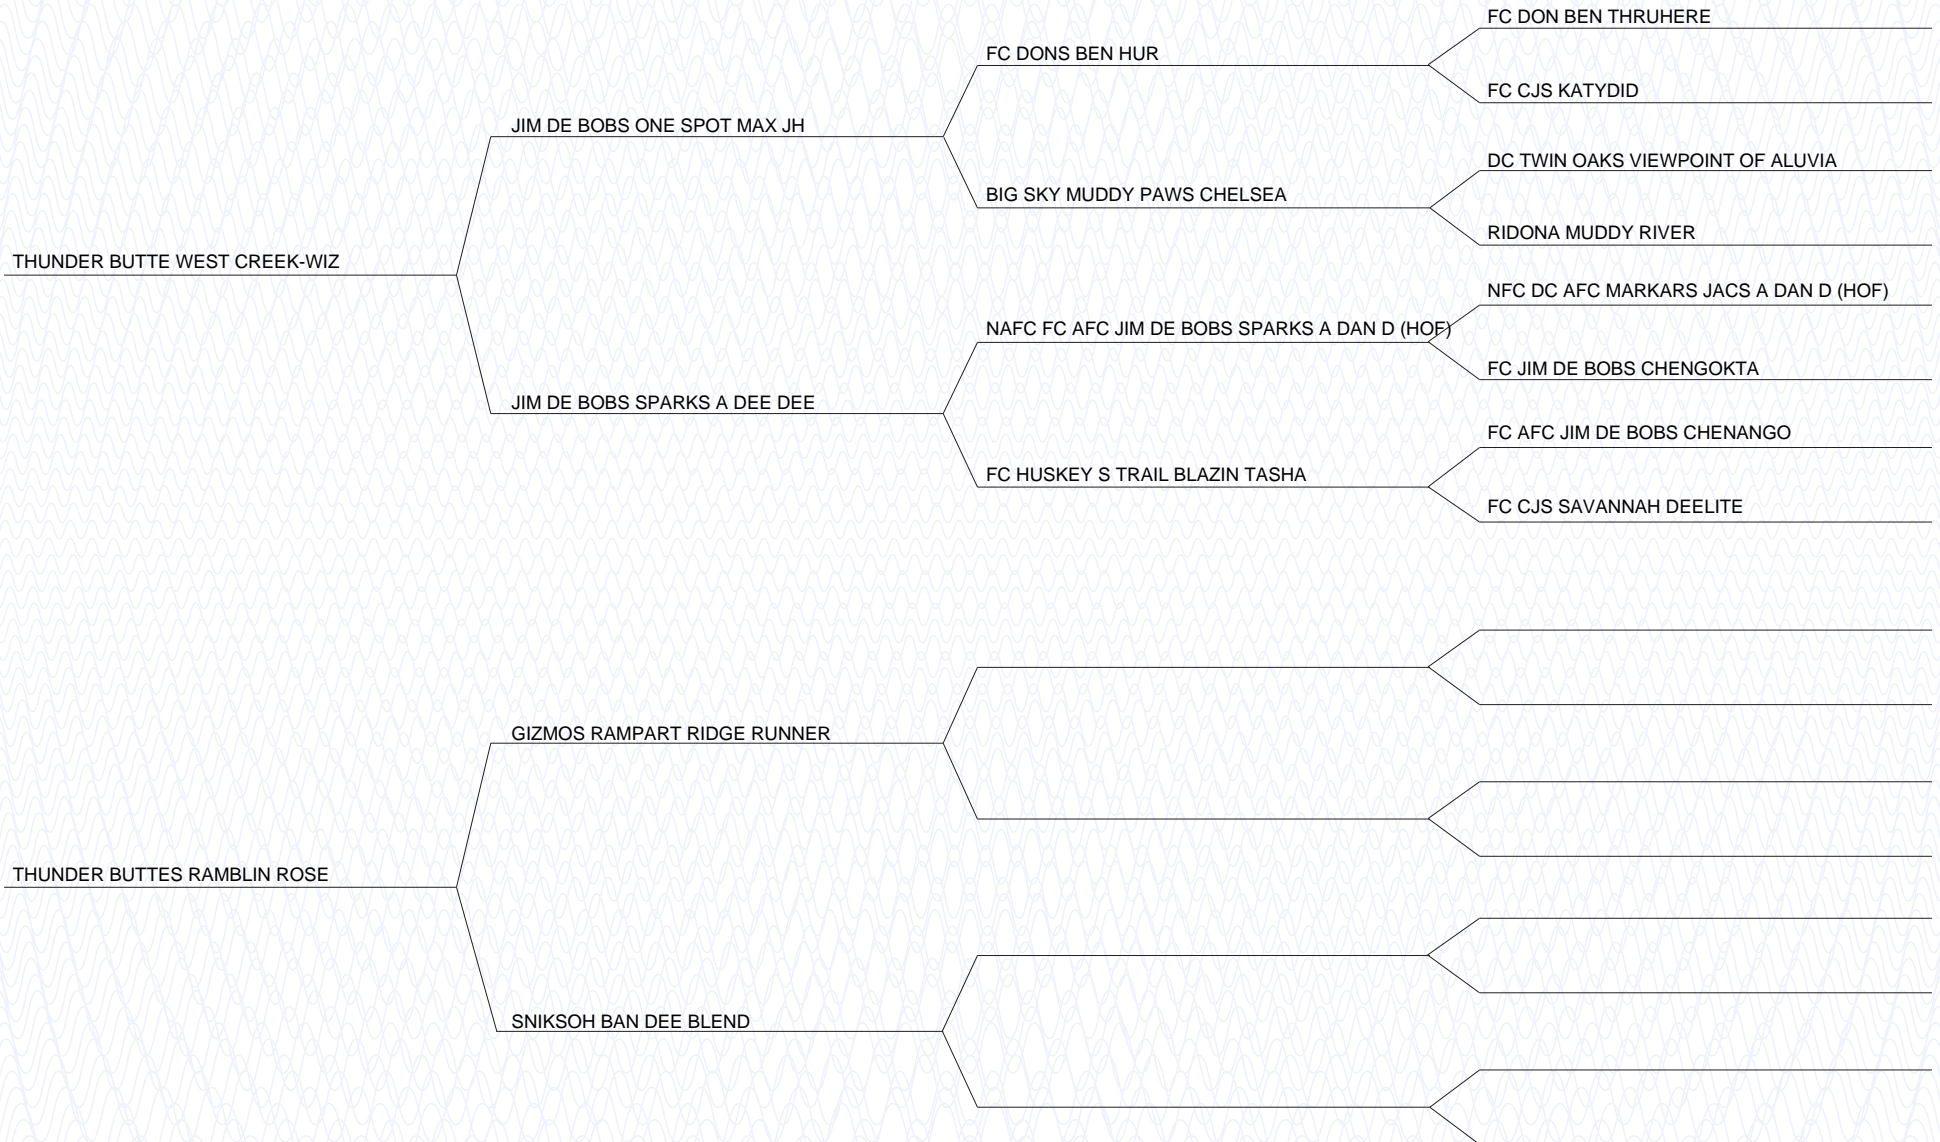 FC DON BEN THRUHERE
FC DONS BEN HUR
FC CJS KATYDID
JIM DE BOBS ONE SPOT MAX JH
DC TWIN OAKS VIEWPOINT OF ALUVIA
BIG SKY MUDDY PAWS CHELSEA
RIDONA MUDDY RIVER
THUNDER BUTTE WEST CREEK-WIZ
NFC DC AFC MARKARS JACS A DAN D (HOF)
NAFC FC AFC JIM DE BOBS SPARKS A DAN D (HOF)
FC JIM DE BOBS CHENGOKTA
JIM DE BOBS SPARKS A DEE DEE
FC AFC JIM DE BOBS CHENANGO
FC HUSKEY S TRAIL BLAZIN TASHA
FC CJS SAVANNAH DEELITE
GIZMOS RAMPART RIDGE RUNNER
THUNDER BUTTES RAMBLIN ROSE
SNIKSOH BAN DEE BLEND